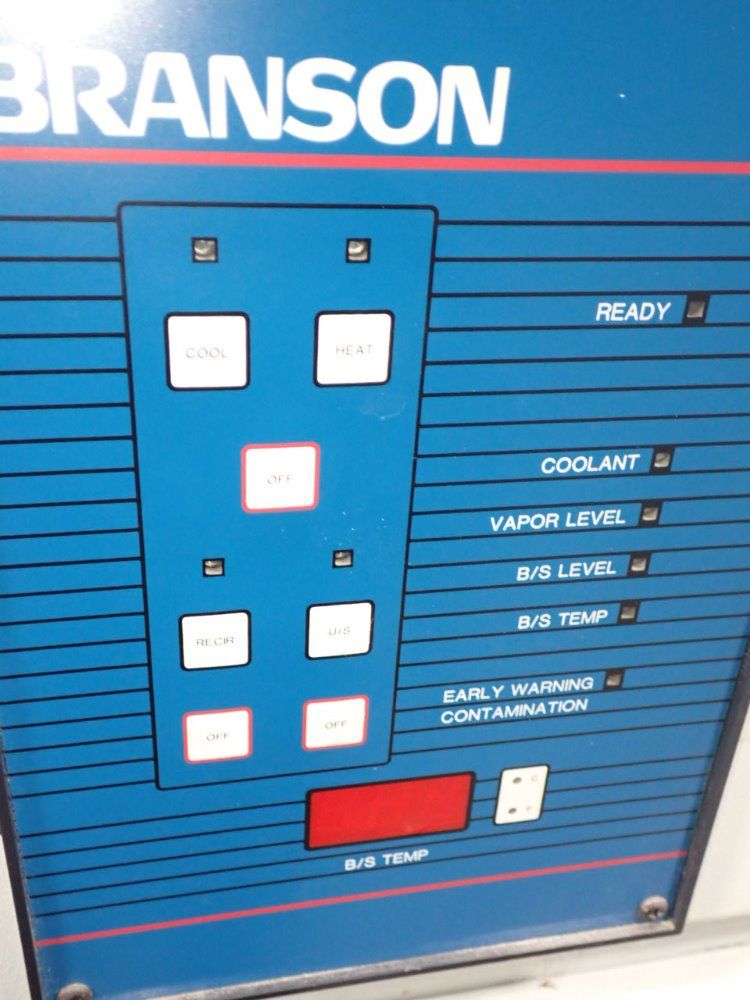 BRANSON
COOL
HEAT
READY
OFF
COOLANT
VAPOR LEVEL
B/S LEVEL
B/S TEMP
RECIR
U/S
EARLY WARNING
CONTAMINATION
OFF
OFF
C
F
B/S TEMP